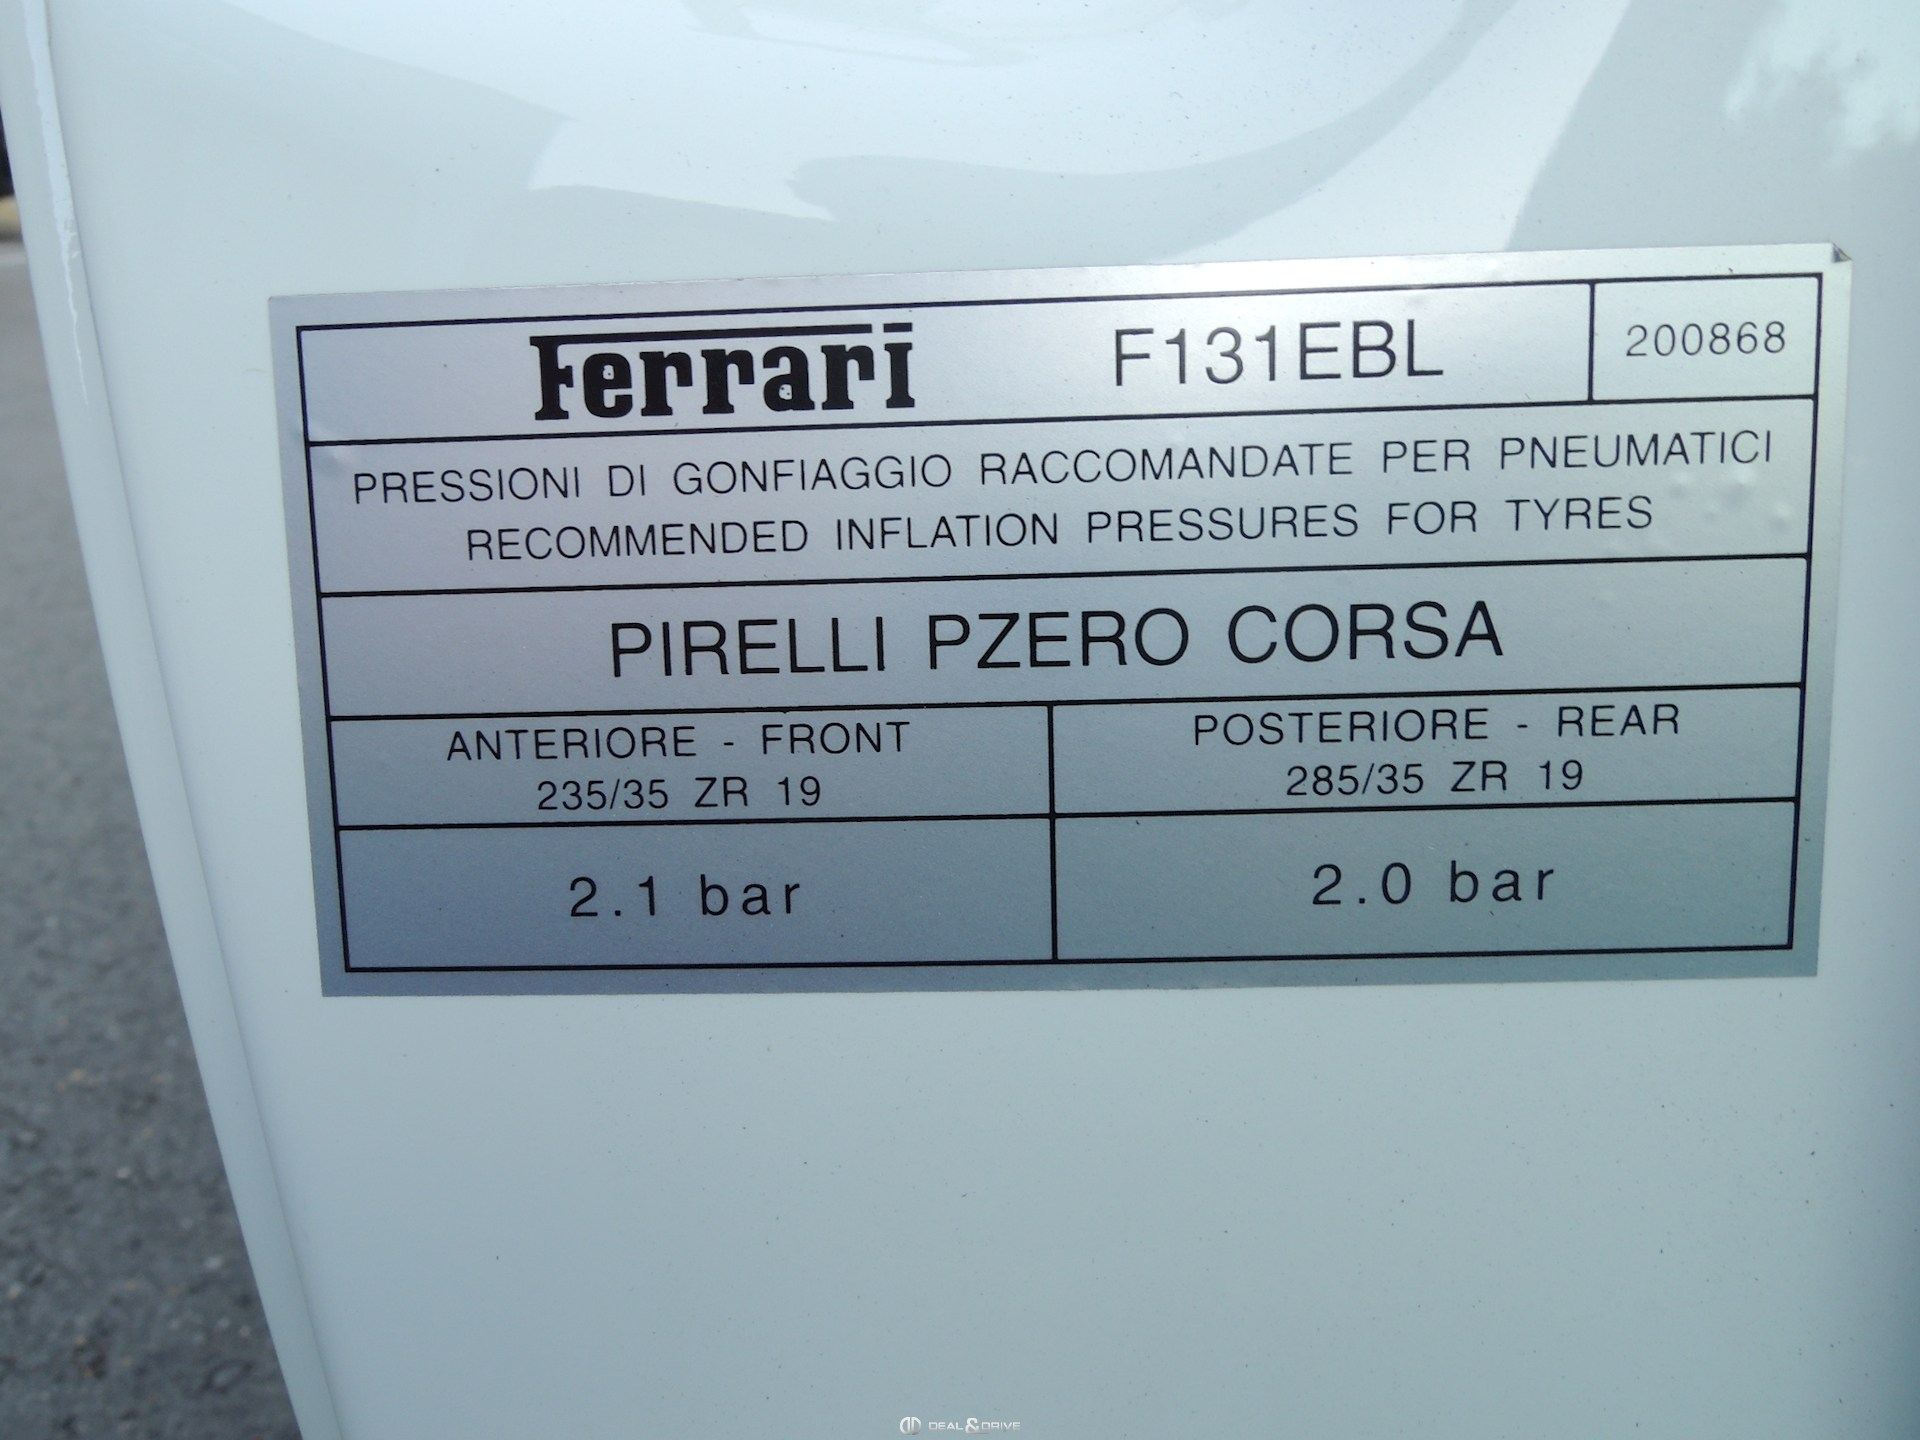 Ferrari F131EBL 200868
PRESSIONI DI GONFIAGGIO RACCOMANDATE PER PNEUMATICI
RECOMMENDED INFLATION PRESSURES FOR TYRES
PIRELLI PZERO CORSA
ANTERIORE - FRONT POSTERIORE - REAR
235/35 ZR 19 285/35 ZR 19
2.1 bar 2.0 bar
DEAL&DRIVE